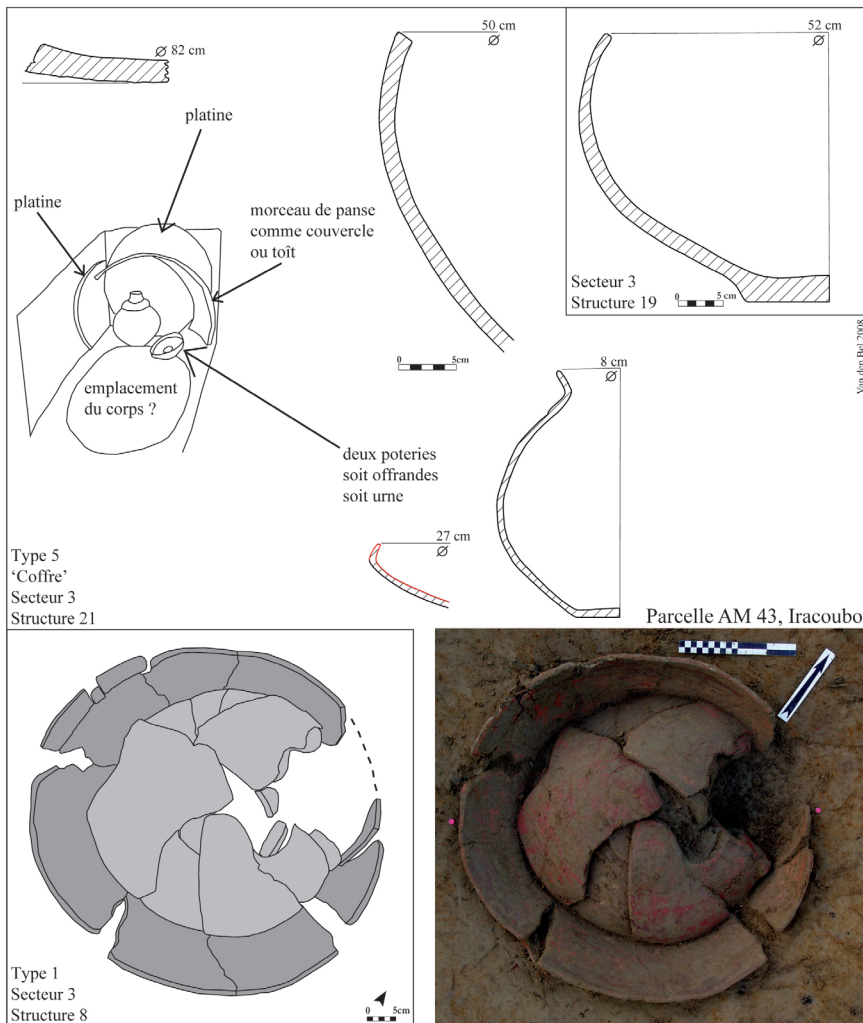 Ø 82 cm
50 cm
Ø
52 cm
Ø
platine
platine
morceau de panse
comme couvercle
ou toît
emplacement
du corps ?
deux poteries
soit offrandes
soit urne
0 5cm
Secteur 3
Structure 19
0 5 cm
Van den Bel 2008
8 cm
Ø
27 cm
Ø
Type 5
'Coffre'
Secteur 3
Structure 21
Parcelle AM 43, Iracoubo
Type 1
Secteur 3
Structure 8
0 5cm